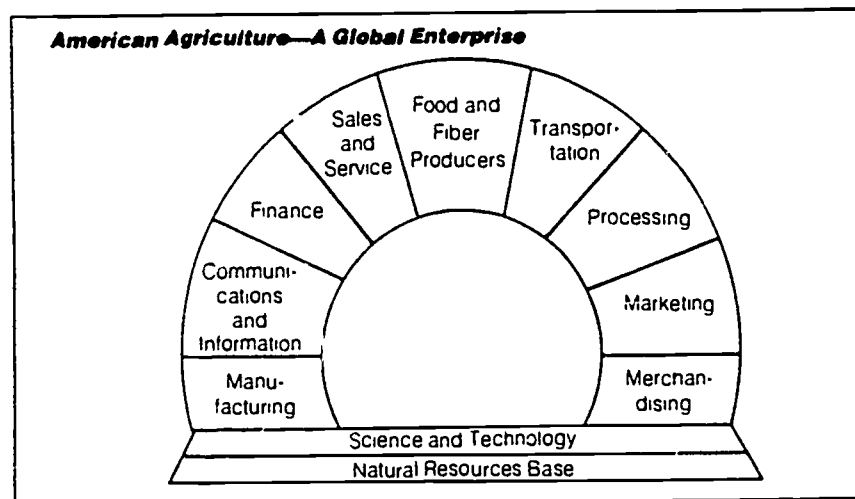 American Agriculture—A Global Enterprise
Food and
Fiber
Producers
Sales
and
Service
Transpor-
tation
Finance
Processing
Communi-
cations
and
Information
Marketing
Manu-
facturing
Merchan-
dising
Science and Technology
Natural Resources Base